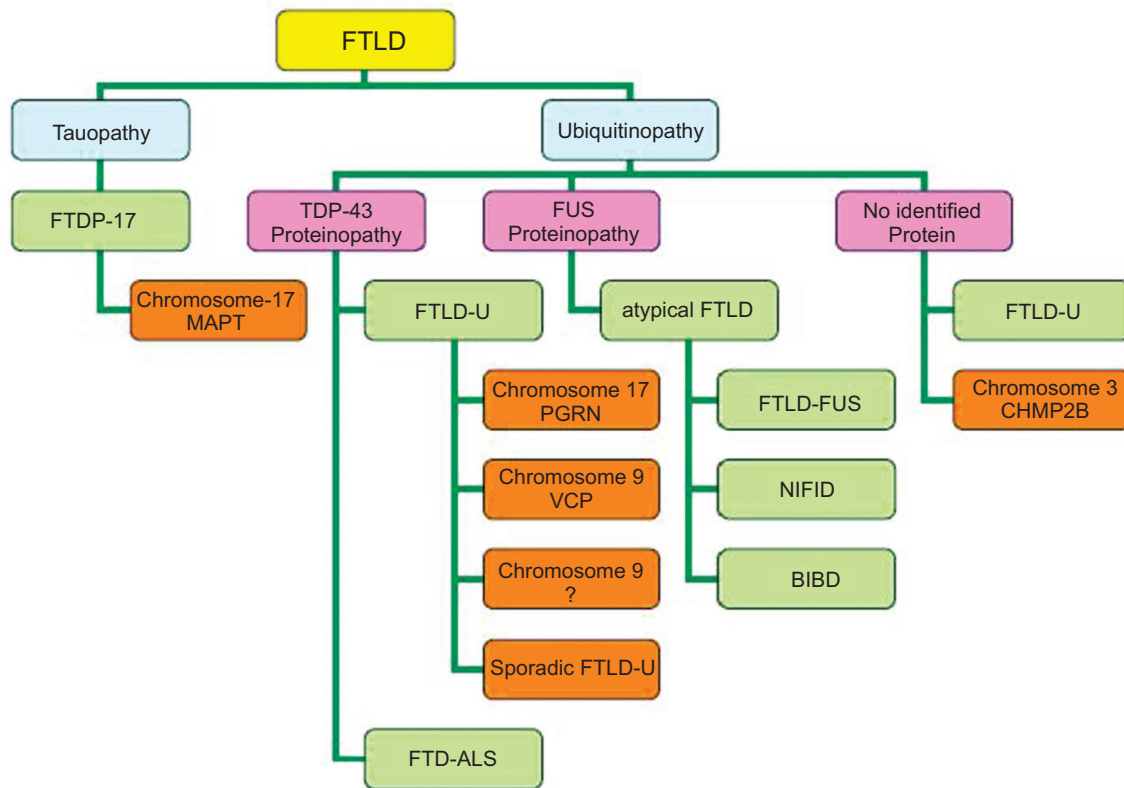 FTLD
Tauopathy
Ubiquitinopathy
FTDP-17
TDP-43
Proteinopathy
FUS
Proteinopathy
No identified
Protein
Chromosome-17
MAPT
FTLD-U
atypical FTLD
FTLD-U
Chromosome 17
PGRN
FTLD-FUS
Chromosome 3
CHMP2B
Chromosome 9
VCP
NIFID
Chromosome 9
?
BIBD
Sporadic FTLD-U
FTD-ALS